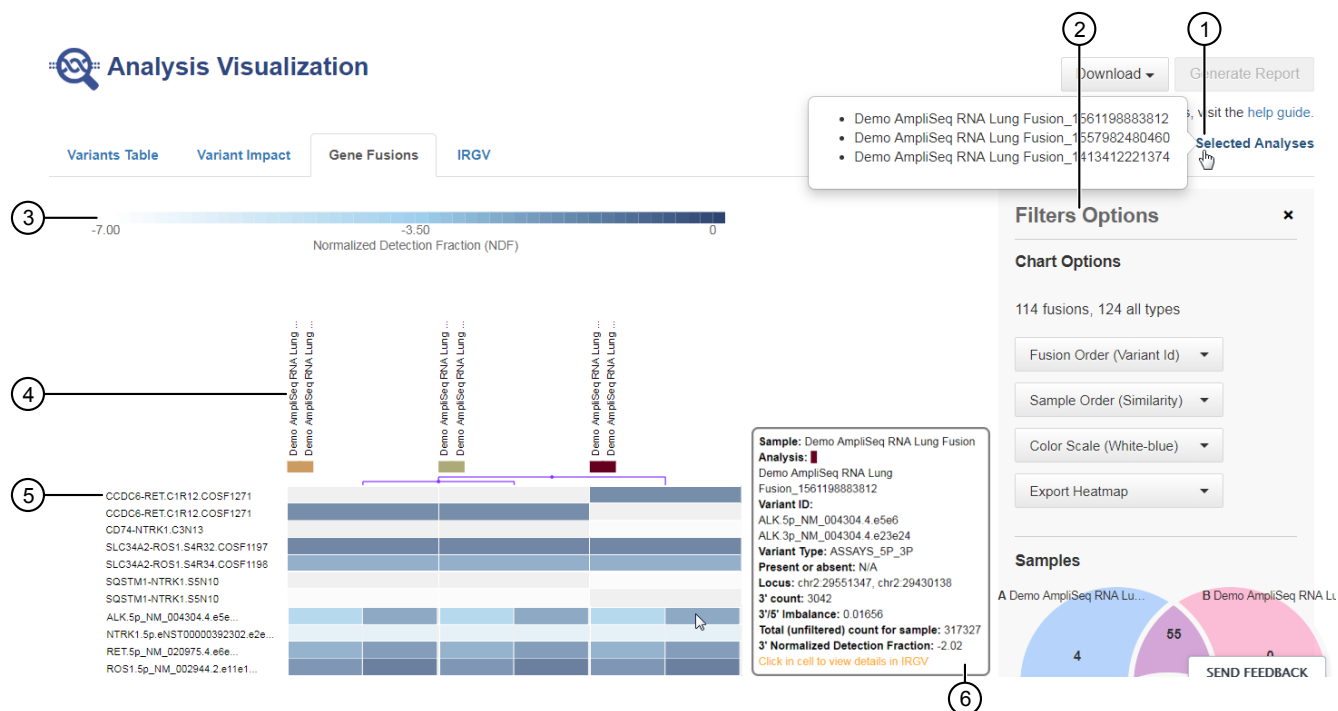 2
1
Analysis Visualization
Download
Generate Report
, visit the help guide.
Demo AmpliSeq RNA Lung Fusion_1561198883812
Demo AmpliSeq RNA Lung Fusion_1557982480460
Demo AmpliSeq RNA Lung Fusion_1413412221374
Selected Analyses
Variants Table
Variant Impact
Gene Fusions
IRGV
3
-7.00
-3.50
0
Normalized Detection Fraction (NDF)
Filters Options
×
Chart Options
114 fusions, 124 all types
Fusion Order (Variant Id)
Sample Order (Similarity)
Color Scale (White-blue)
Export Heatmap
4
Demo AmpliSeq RNA Lung ...
Demo AmpliSeq RNA Lung ...
Demo AmpliSeq RNA Lung ...
Demo AmpliSeq RNA Lung ...
Demo AmpliSeq RNA Lung ...
Demo AmpliSeq RNA Lung ...
5
CCDC6-RET.C1R12.COSF1271
CCDC6-RET.C1R12.COSF1271
CD74-NTRK1.C3N13
SLC34A2-ROS1.S4R32.COSF1197
SLC34A2-ROS1.S4R34.COSF1198
SQSTM1-NTRK1.S5N10
SQSTM1-NTRK1.S5N10
ALK.5p_NM_004304.4.e5e...
NTRK1.5p.eNST00000392302.e2e...
RET.5p_NM_020975.4.e6e...
ROS1.5p_NM_002944.2.e11e1...
Sample: Demo AmpliSeq RNA Lung Fusion
Analysis:
Demo AmpliSeq RNA Lung
Fusion_1561198883812
Variant ID:
ALK.5p_NM_004304.4.e5e6
ALK.3p_NM_004304.4.e23e24
Variant Type: ASSAYS_5P_3P
Present or absent: N/A
Locus: chr2:29551347, chr2:29430138
3' count: 3042
3'/5' Imbalance: 0.01656
Total (unfiltered) count for sample: 317327
3' Normalized Detection Fraction: -2.02
Click in cell to view details in IRGV
6
Samples
A Demo AmpliSeq RNA Lu...
B Demo AmpliSeq RNA Lu
55
4
0
SEND FEEDBACK